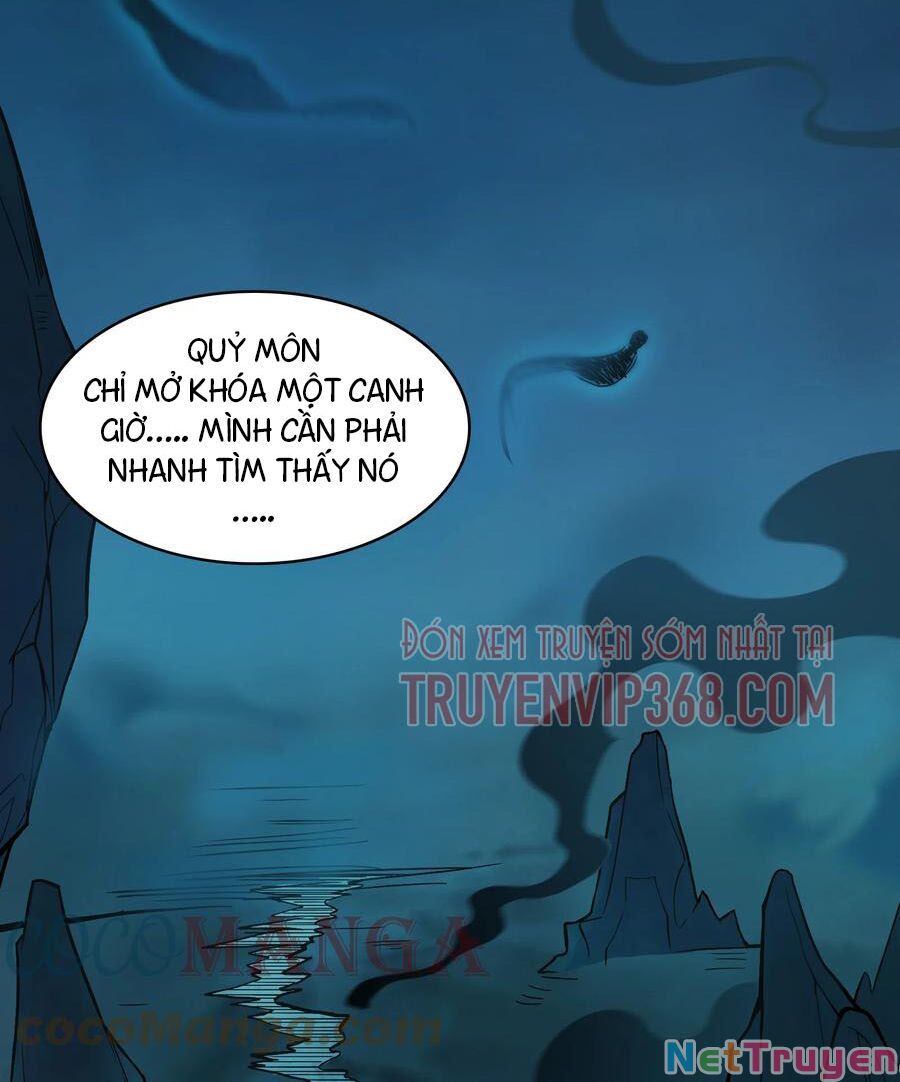 QUỶ MÔN
CHỈ MỞ KHÓA MỘT CANH
GIỜ..... MÌNH CẦN PHẢI
NHANH TÌM THẤY NÓ
.....
ĐÓN XEM TRUYỆN SỚM NHẤT TẠI
TRUYENVIP368.COM
COCOMANGA
cocoManga.com
NetTruyen